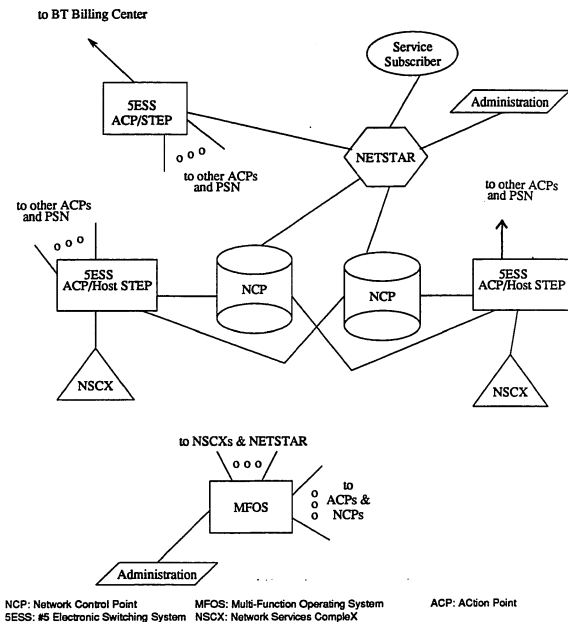 to BT Billing Center
Service
Subscriber
5ESS
ACP/STEP
Administration
NETSTAR
o o o
to other ACPs
and PSN
to other ACPs
and PSN
to other ACPs
and PSN
o o o
5ESS
ACP/Host STEP
NCP
NCP
5ESS
ACP/Host STEP
NSCX
NSCX
to NSCXs & NETSTAR
o o o
MFOS
o
o
o
to
ACPs &
NCPs
Administration
NCP: Network Control Point MFOS: Multi-Function Operating System ACP: ACtion Point
5ESS: #5 Electronic Switching System NSCX: Network Services CompleX